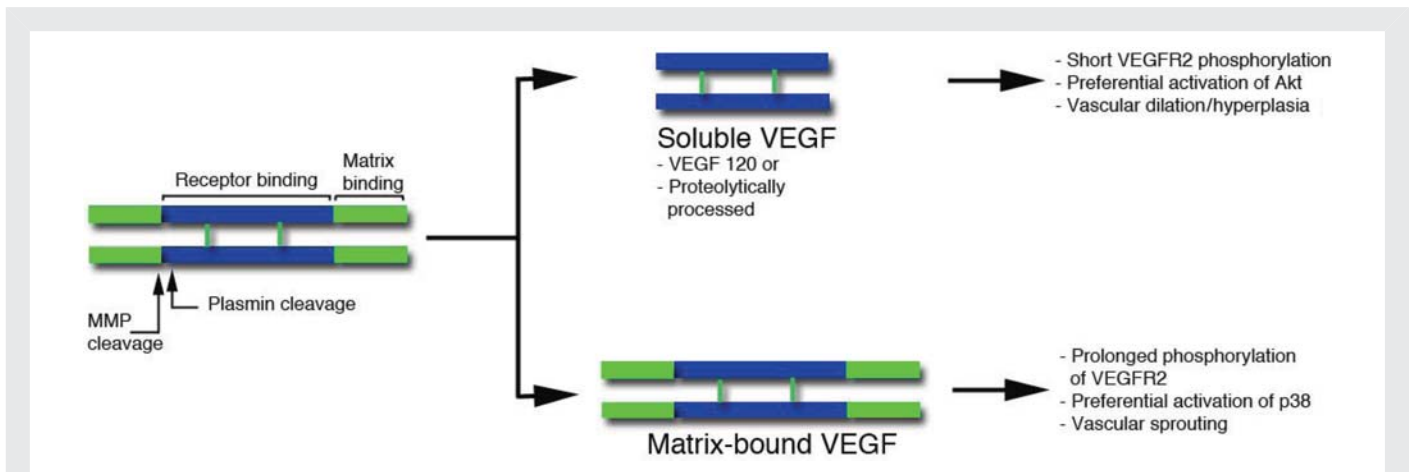 Receptor binding
Matrix
binding
MMP
cleavage
Plasmin cleavage
Soluble VEGF
- VEGF 120 or
- Proteolytically
processed
- Short VEGFR2 phosphorylation
- Preferential activation of Akt
- Vascular dilation/hyperplasia
Matrix-bound VEGF
- Prolonged phosphorylation
of VEGFR2
- Preferential activation of p38
- Vascular sprouting